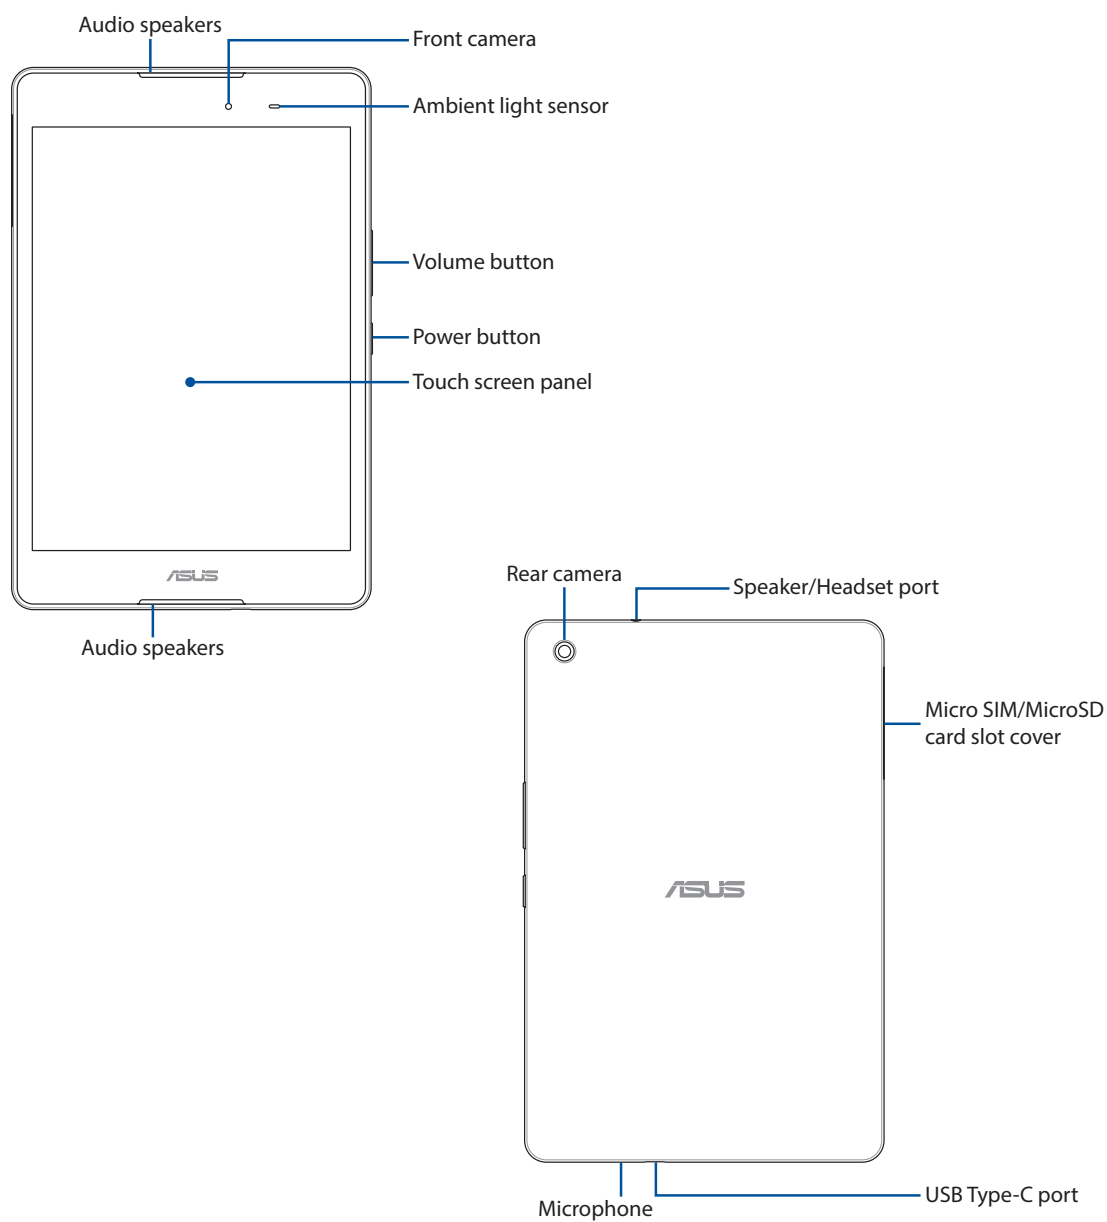 Audio speakers
Front camera
Ambient light sensor
Volume button
Power button
Touch screen panel
ASUS
Audio speakers
Rear camera
Speaker/Headset port
Micro SIM/MicroSD
card slot cover
ASUS
Microphone
USB Type-C port